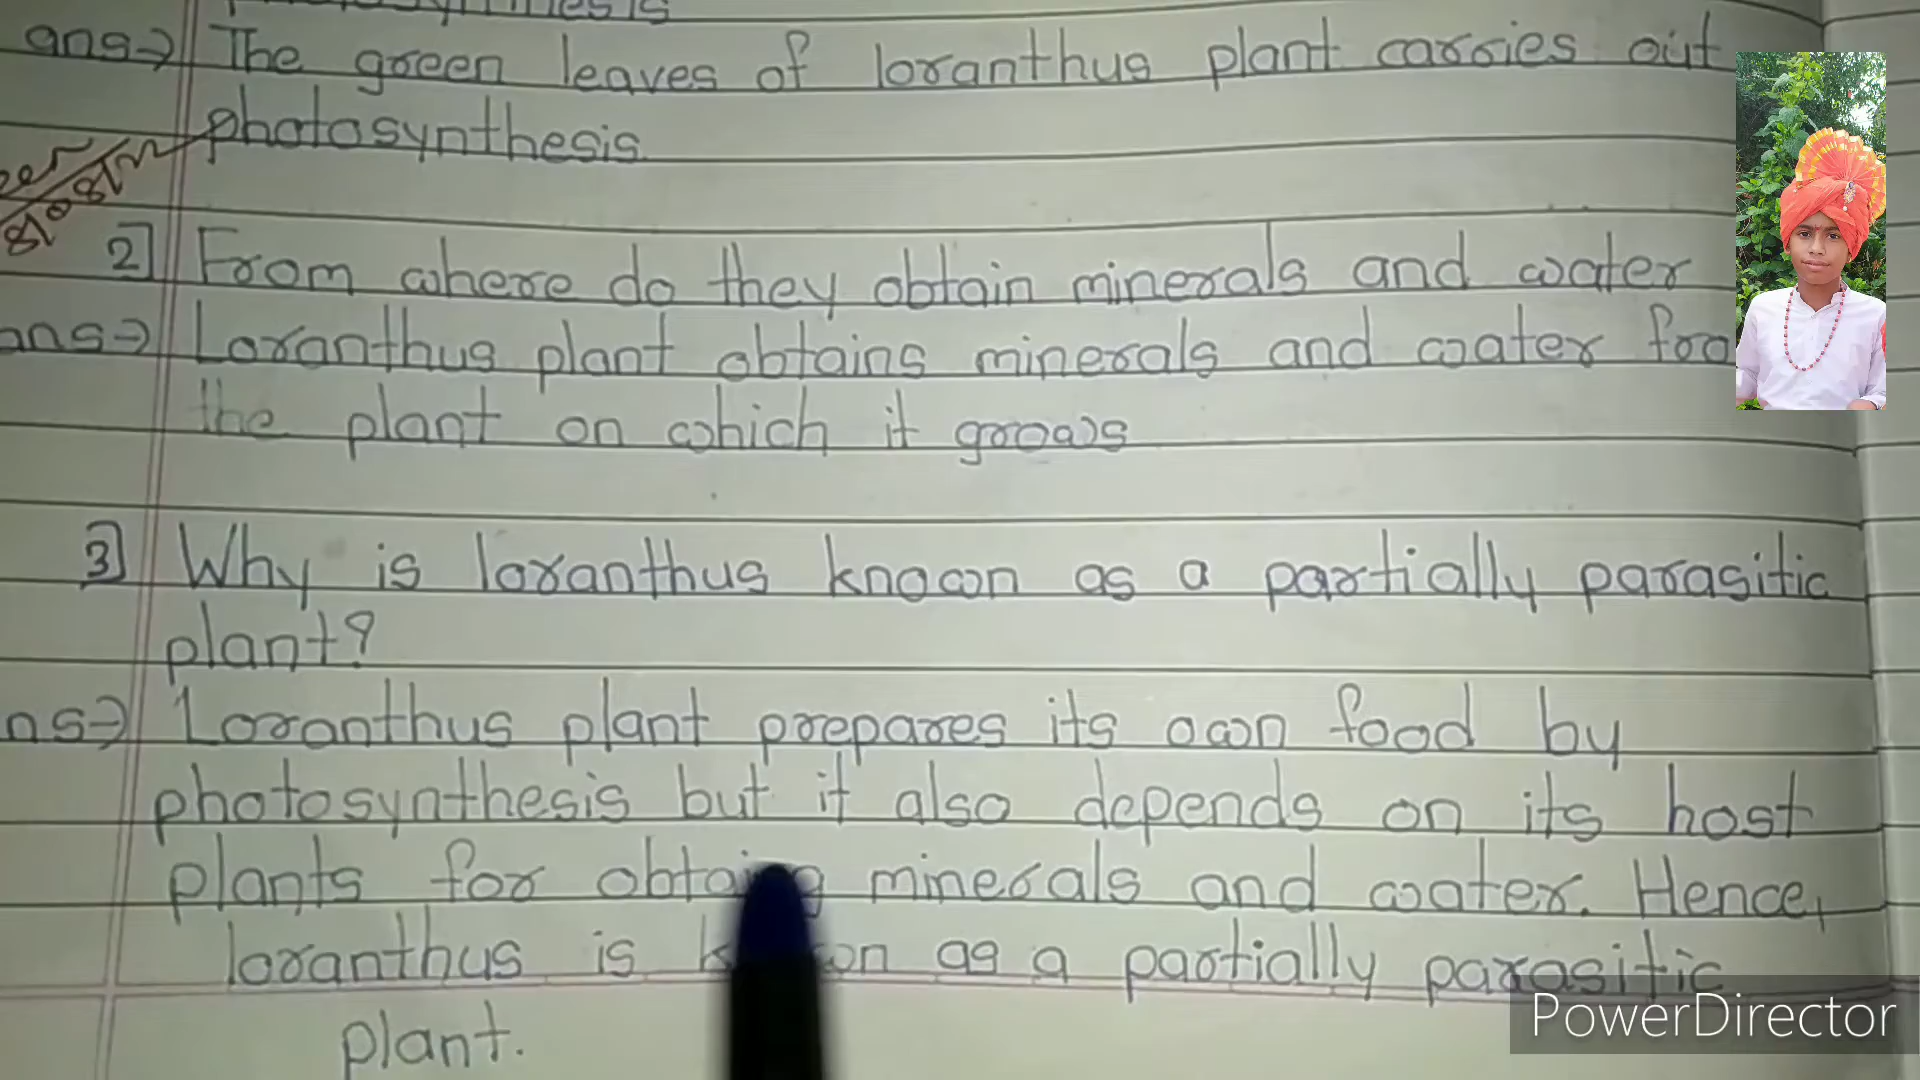 ans→ The green leaves of loranthus plant carries out
photosynthesis
2] From where do they obtain minerals and water
ans→ Loranthus plant obtains minerals and water fro
the plant on which it grows
3] Why is loranthus known as a partially parasitic
plant?
ns→ Loranthus plant prepares its own food by
photosynthesis but it also depends on its host
plants for minerals and water. Hence,
loranthus is as a partially parasitic
plant.
PowerDirector